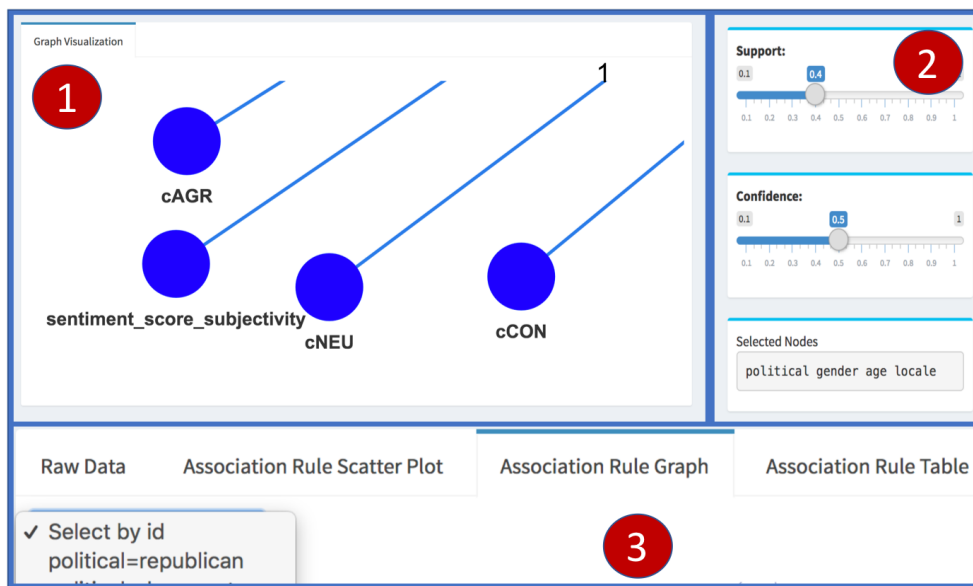 Graph Visualization
1
1
cAGR
sentiment_score_subjectivity
cNEU
cCON
Support:
2
0.1
0.4
0.1 0.2 0.3 0.4 0.5 0.6 0.7 0.8 0.9 1
Confidence:
0.1
0.5
1
0.1 0.2 0.3 0.4 0.5 0.6 0.7 0.8 0.9 1
Selected Nodes
political gender age locale
Raw Data
Association Rule Scatter Plot
Association Rule Graph
Association Rule Table
✓ Select by id
political=republican
3